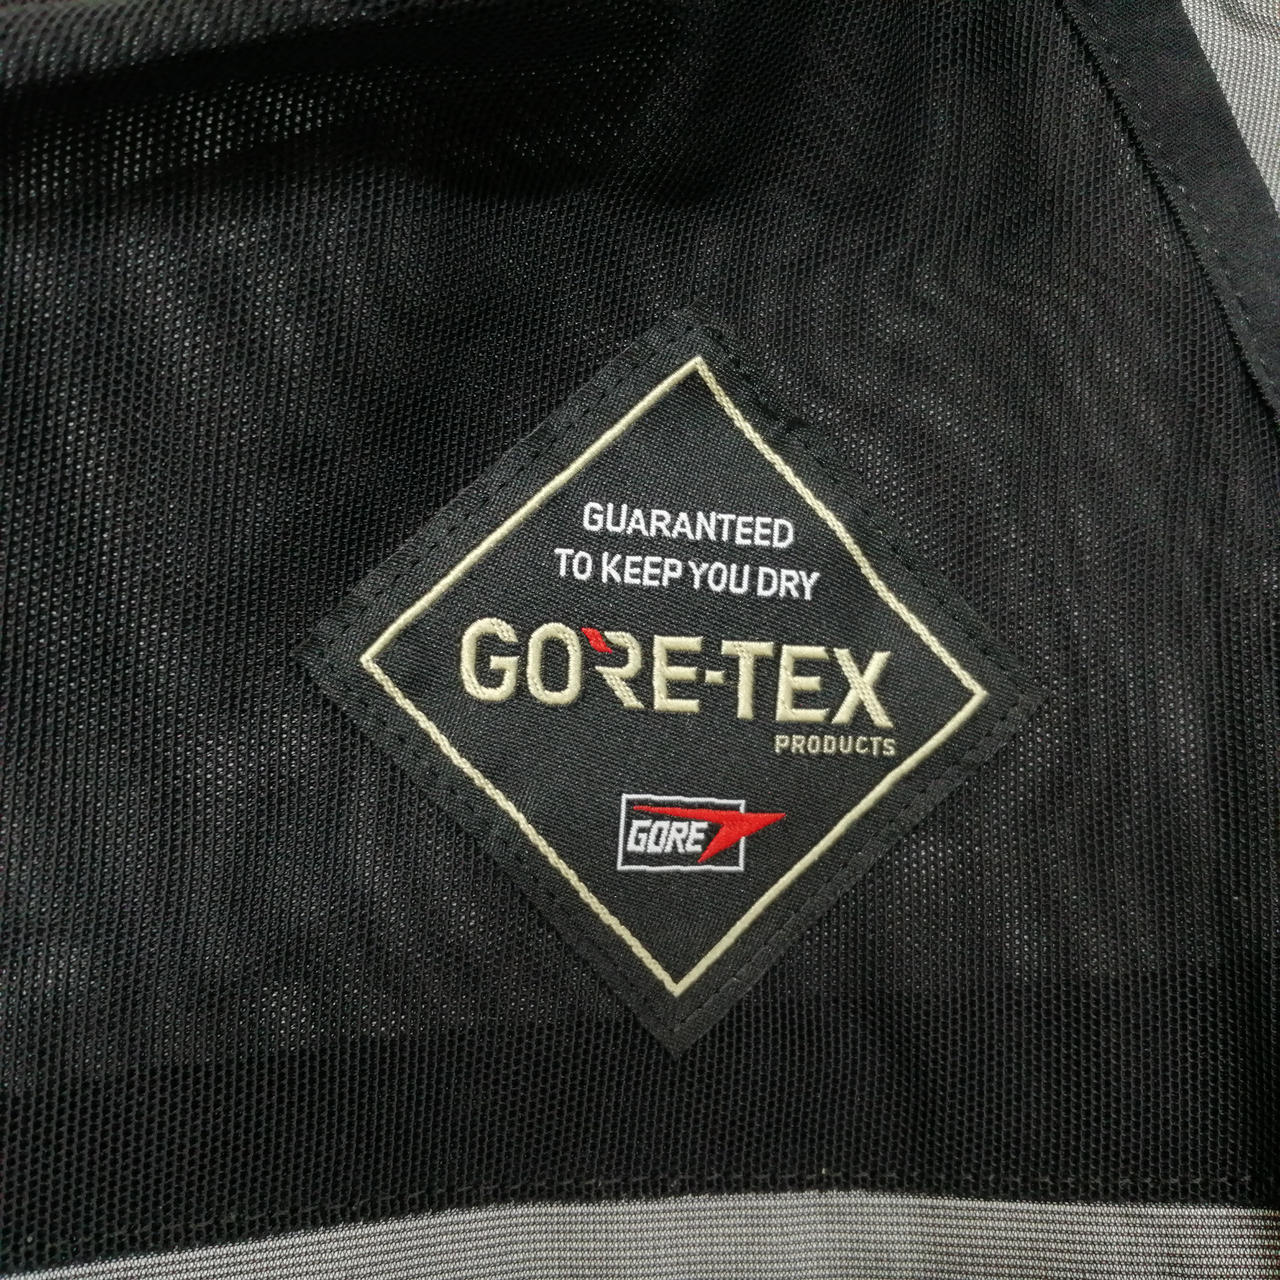 GUARANTEED
TO KEEP YOU DRY
GORE-TEX
PRODUCTS
GORE